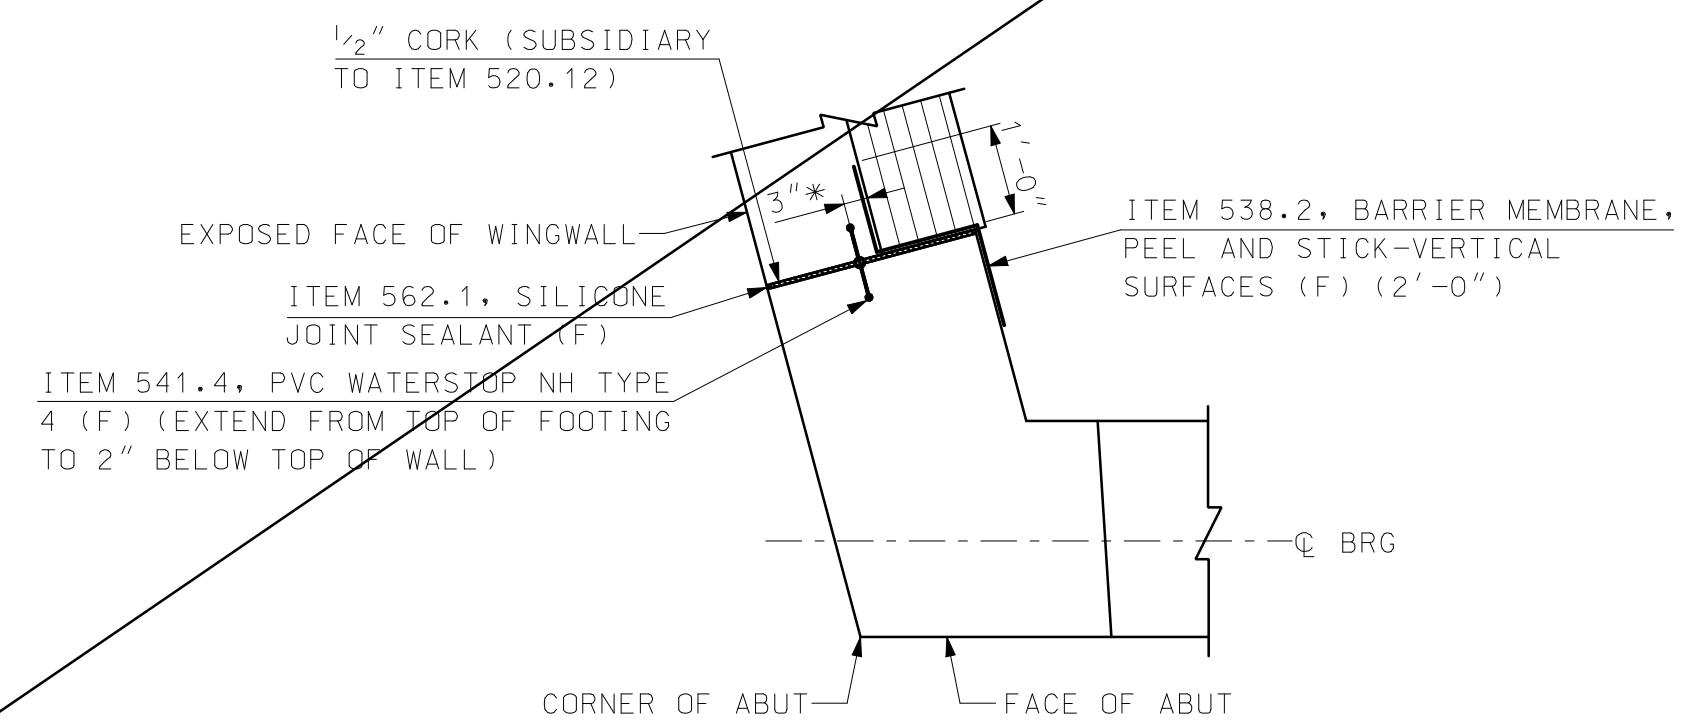 1/2" CORK (SUBSIDIARY
TO ITEM 520.12)
1'-0"
3"*
EXPOSED FACE OF WINGWALL
ITEM 538.2, BARRIER MEMBRANE,
PEEL AND STICK-VERTICAL
SURFACES (F) (2'-0")
ITEM 562.1, SILICONE
JOINT SEALANT (F)
ITEM 541.4, PVC WATERSTOP NH TYPE
4 (F) (EXTEND FROM TOP OF FOOTING
TO 2" BELOW TOP OF WALL)
℄ BRG
CORNER OF ABUT
FACE OF ABUT